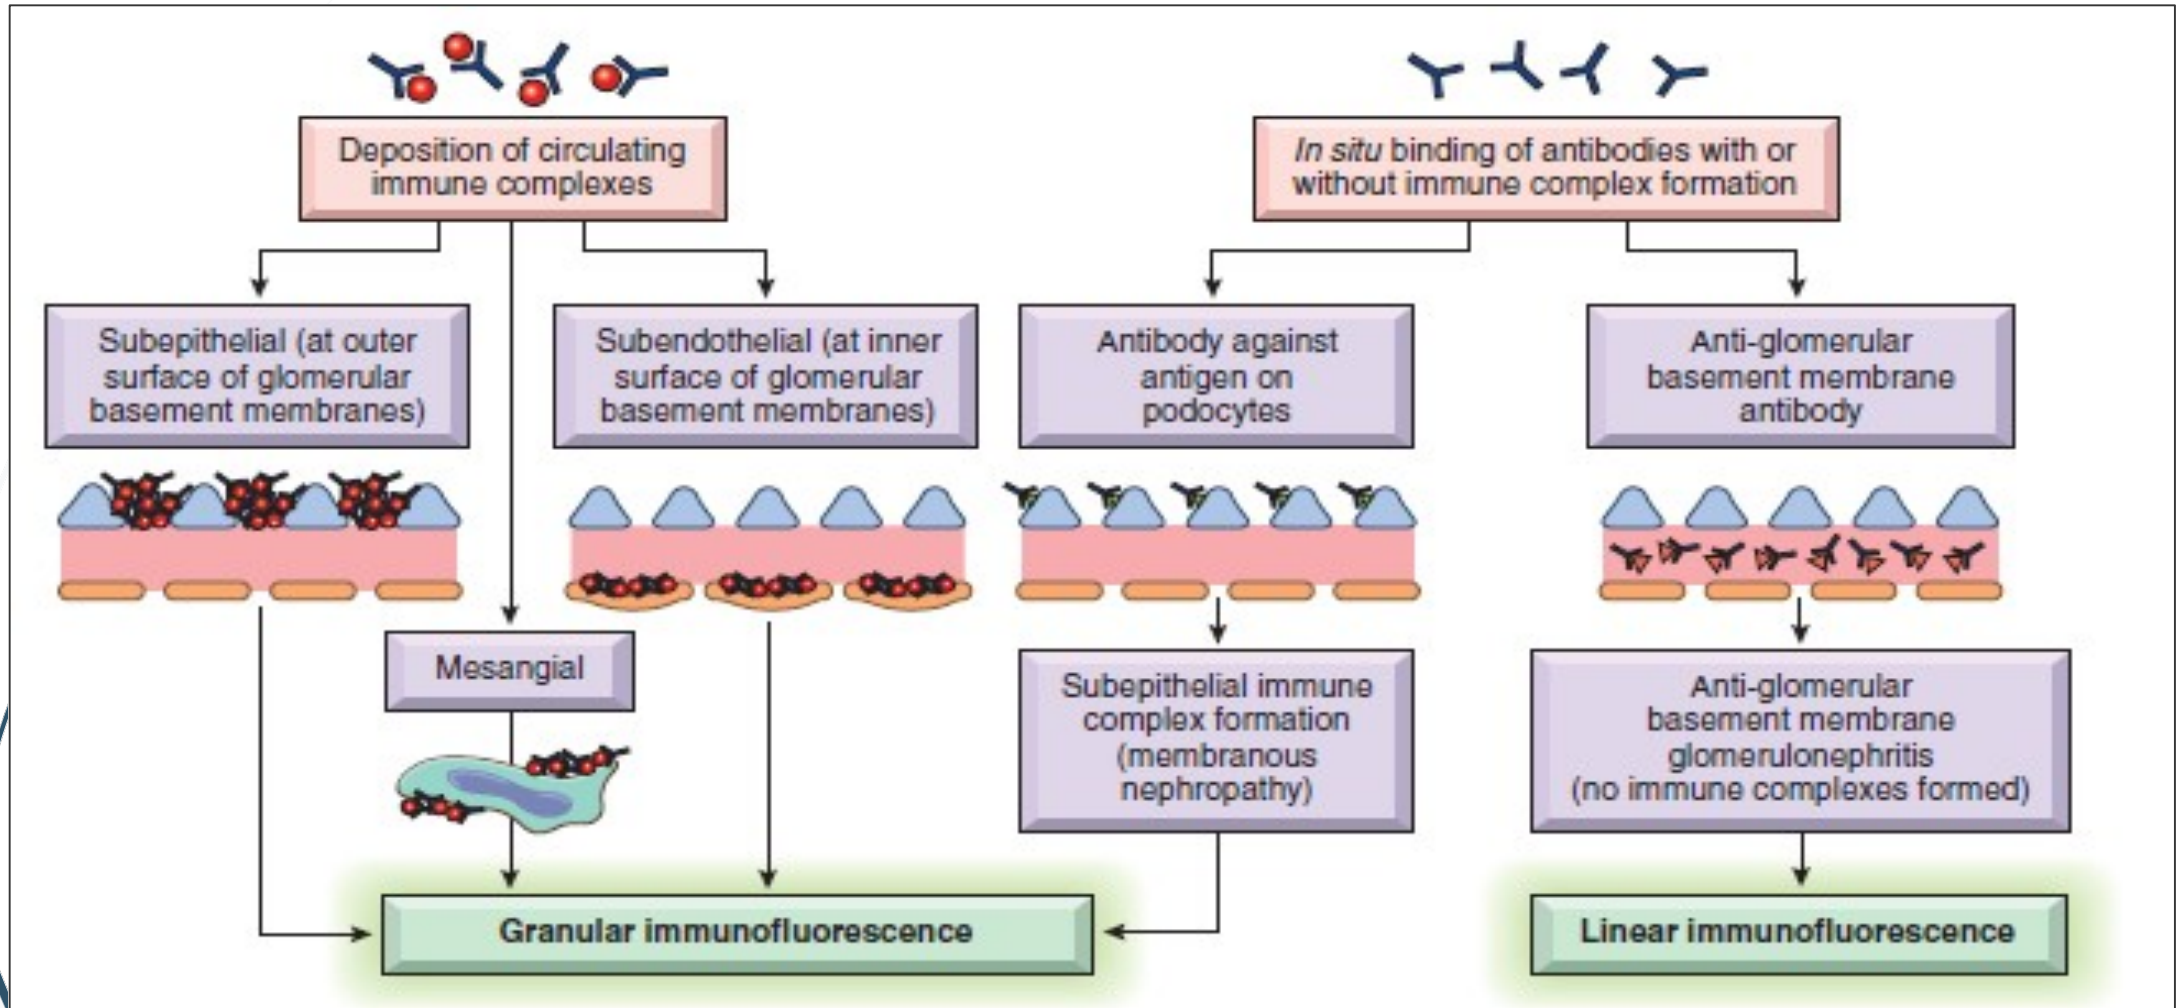 Deposition of circulating
immune complexes
In situ binding of antibodies with or
without immune complex formation
Subepithelial (at outer
surface of glomerular
basement membranes)
Subendothelial (at inner
surface of glomerular
basement membranes)
Antibody against
antigen on
podocytes
Anti-glomerular
basement membrane
antibody
Mesangial
Subepithelial immune
complex formation
(membranous
nephropathy)
Anti-glomerular
basement membrane
glomerulonephritis
(no immune complexes formed)
Granular immunofluorescence
Linear immunofluorescence